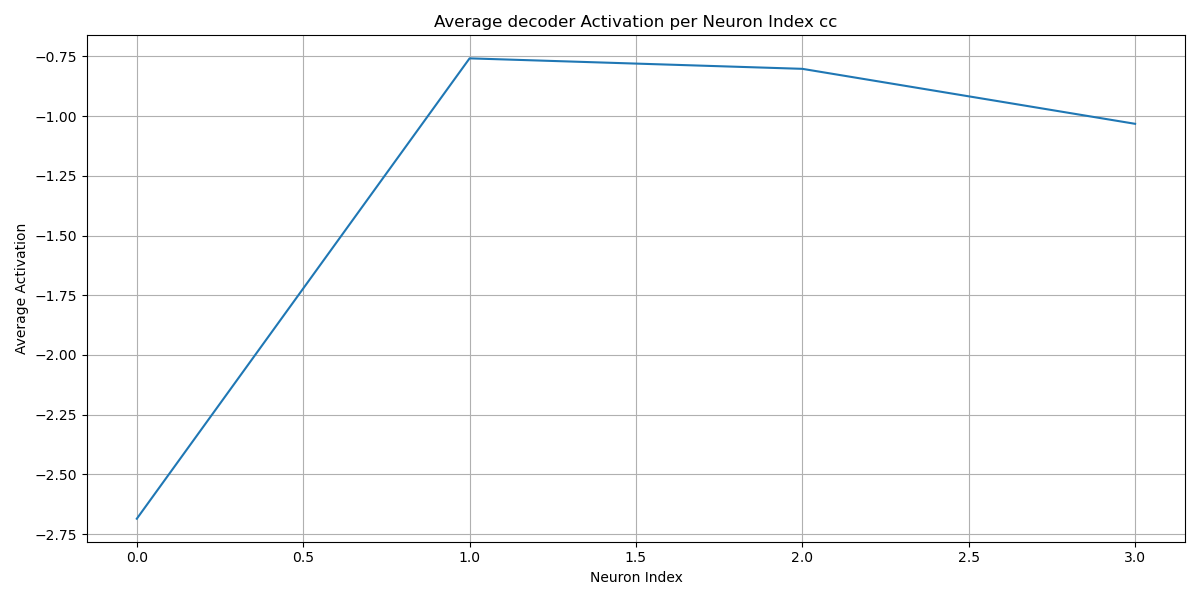 Average decoder Activation per Neuron Index cc
Average Activation
−0.75
−1.00
−1.25
−1.50
−1.75
−2.00
−2.25
−2.50
−2.75
0.0 0.5 1.0 1.5 2.0 2.5 3.0
Neuron Index